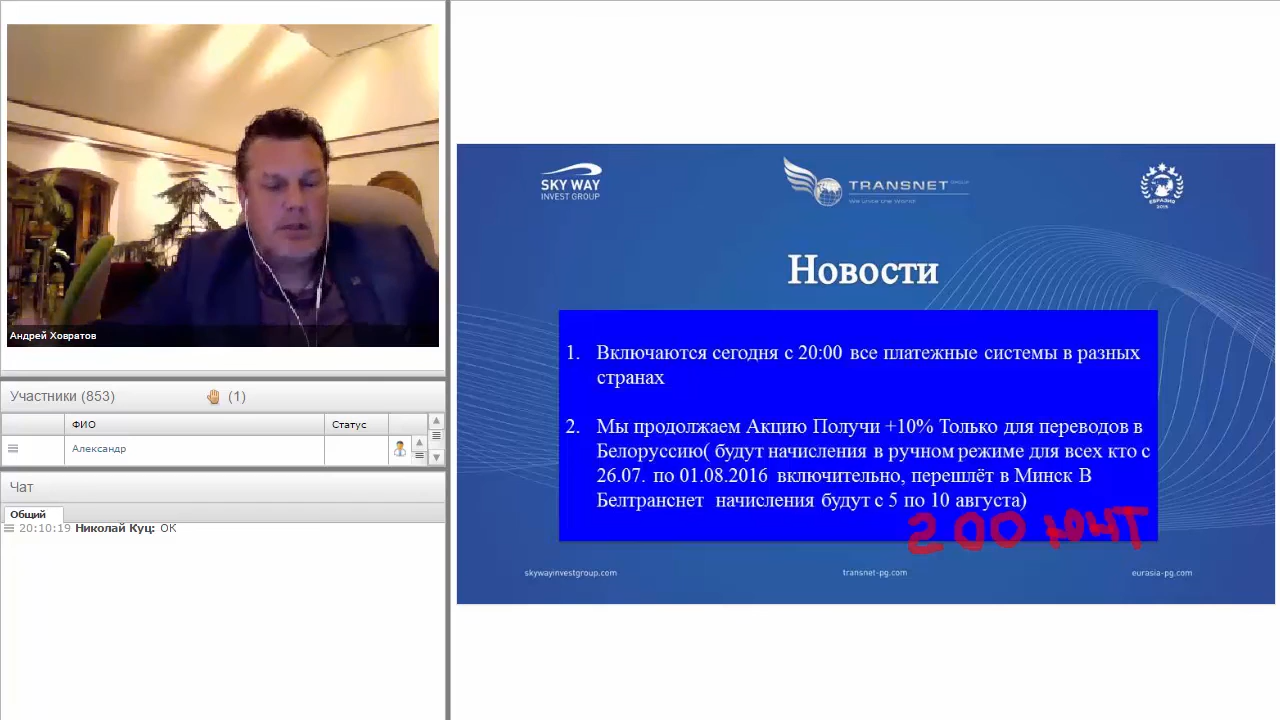 Андрей Ховратов
Участники (853)
(1)
ФИО
Статус
Александр
Чат
Общий
20:10:19 Николай Куц: ОК
SKY WAY
INVEST GROUP
TRANSNET GROUP
We unite the World
ЕВРАЗИЯ
Новости
1. Включаются сегодня с 20:00 все платежные системы в разных
странах
2. Мы продолжаем Акцию Получи +10% Только для переводов в
Белоруссию( будут начисления в ручном режиме для всех кто с
26.07. по 01.08.2016 включительно, перешлёт в Минск В
Белтранснет начисления будут с 5 по 10 августа)
500
skywayinvestgroup.com
transnet-pg.com
eurasia-pg.com